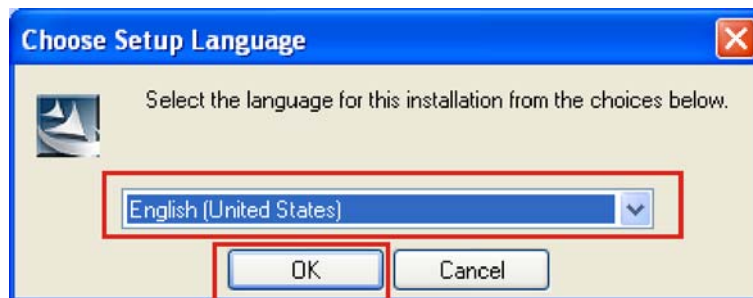 Choose Setup Language
Select the language for this installation from the choices below.
English (United States)
OK
Cancel